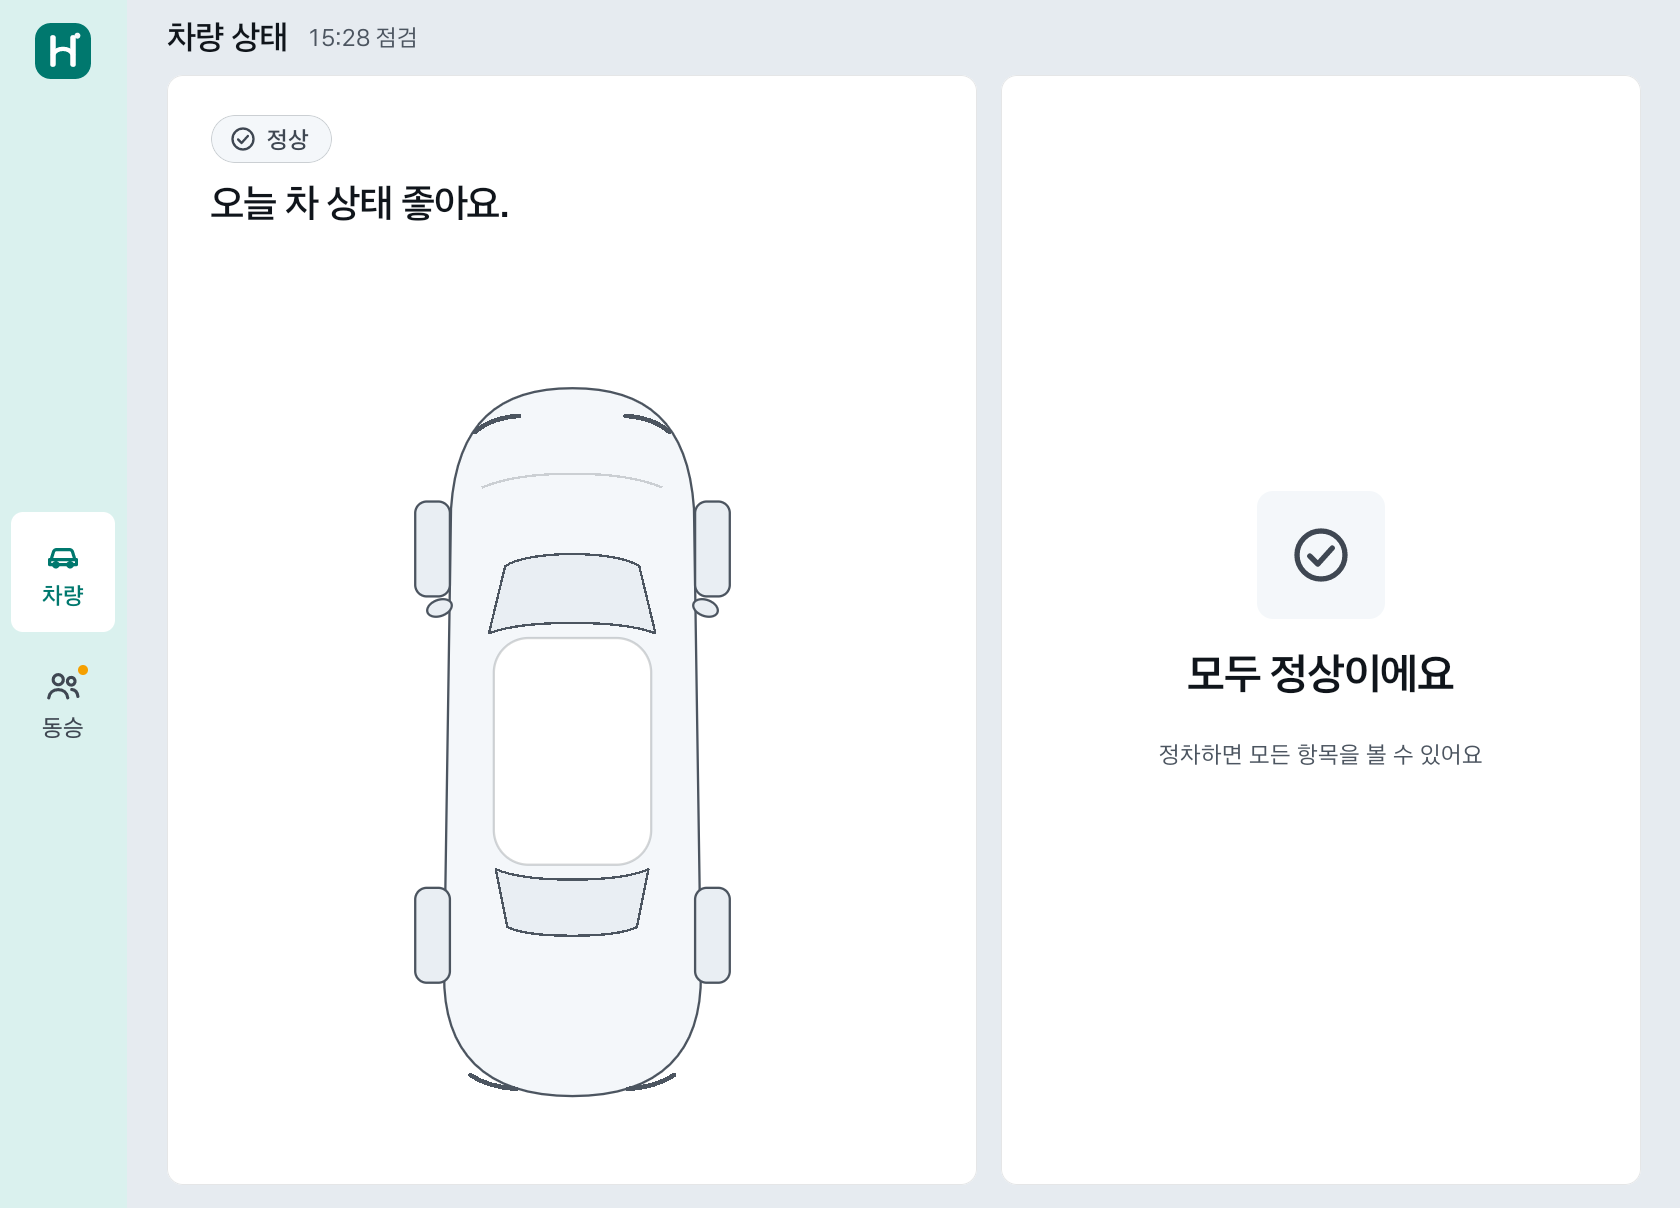 차량 상태 15:28 점검
정상
오늘 차 상태 좋아요.
차량
동승
모두 정상이에요
정차하면 모든 항목을 볼 수 있어요